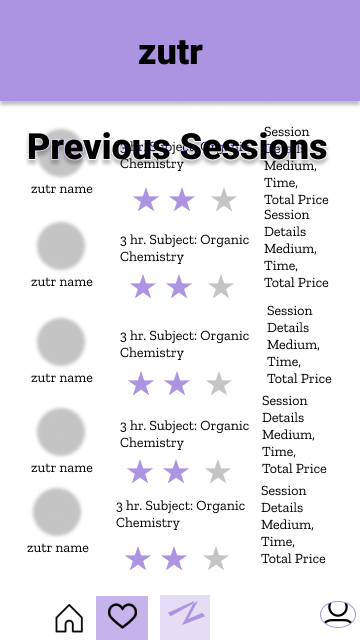 zutr
Previous Sessions
3 hr. Subject: Organic
Chemistry
Session
Details
Medium,
Time,
Total Price
zutr name
3 hr. Subject: Organic
Chemistry
Session
Details
Medium,
Time,
Total Price
zutr name
3 hr. Subject: Organic
Chemistry
Session
Details
Medium,
Time,
Total Price
zutr name
3 hr. Subject: Organic
Chemistry
Session
Details
Medium,
Time,
Total Price
zutr name
3 hr. Subject: Organic
Chemistry
Session
Details
Medium,
Time,
Total Price
zutr name